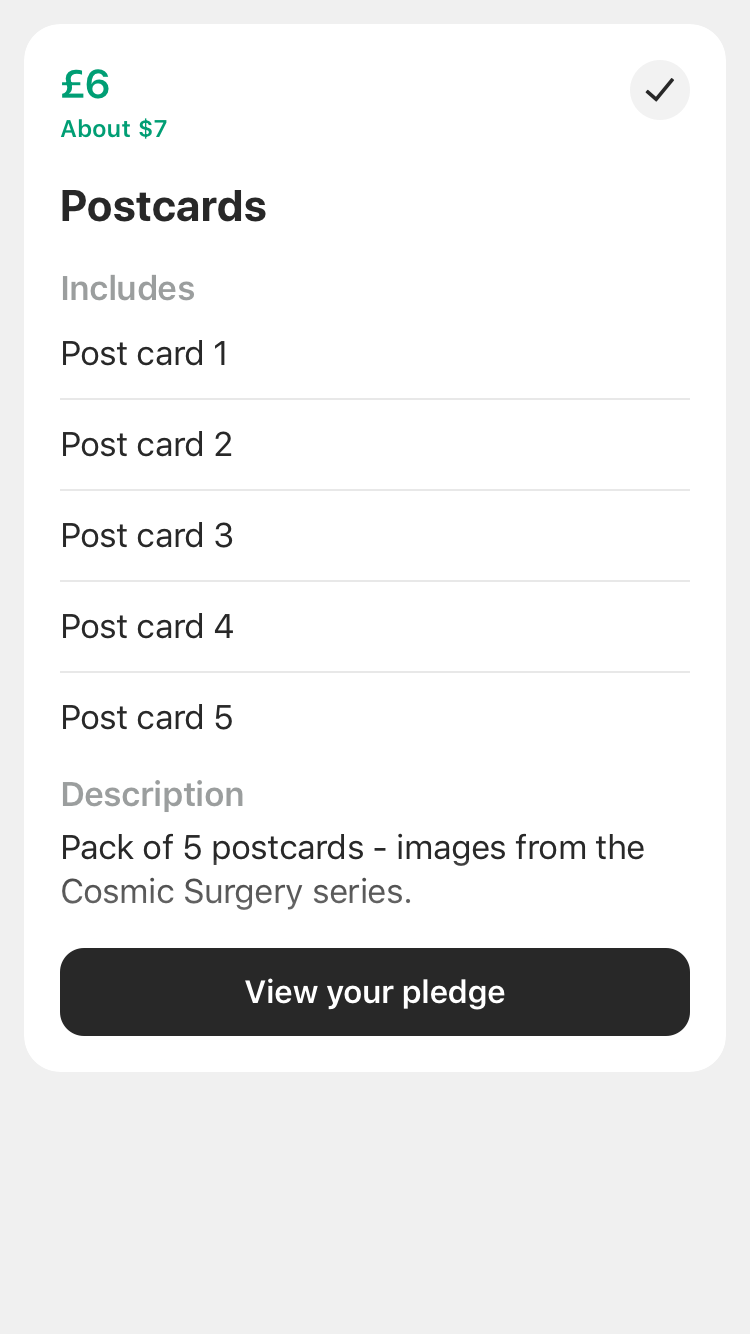 £6
About $7
Postcards
Includes
Post card 1
Post card 2
Post card 3
Post card 4
Post card 5
Description
Pack of 5 postcards - images from the
Cosmic Surgery series.
View your pledge